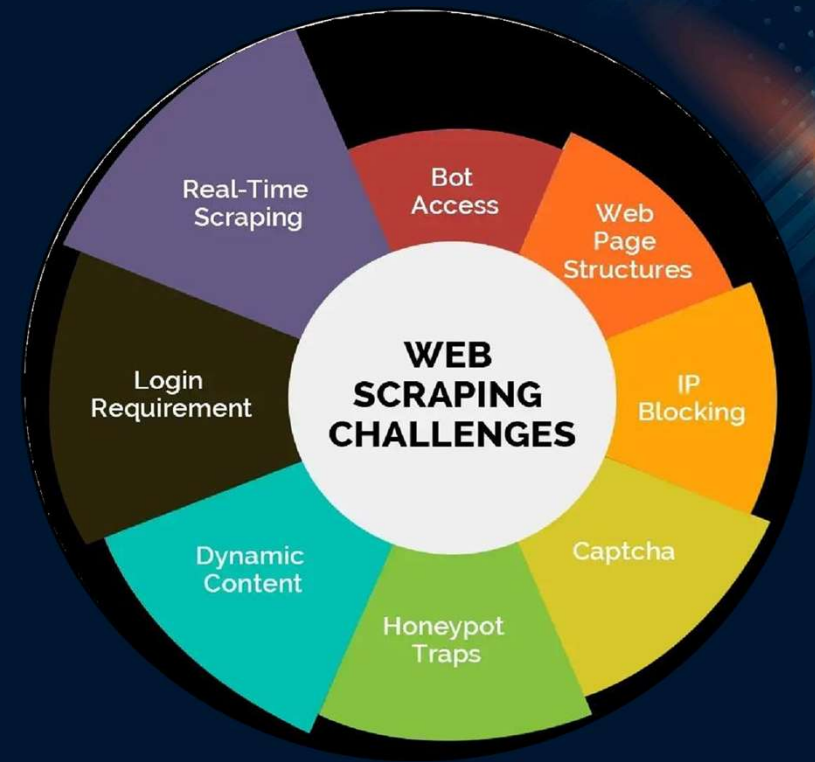 WEB
SCRAPING
CHALLENGES
Bot
Access
Web
Page
Structures
IP
Blocking
Captcha
Honeypot
Traps
Dynamic
Content
Login
Requirement
Real-Time
Scraping